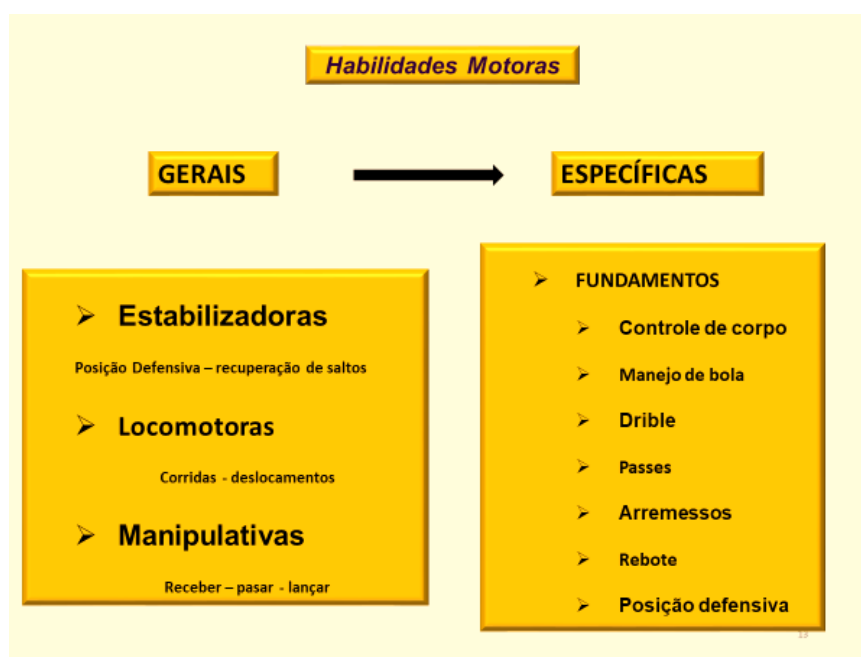 Habilidades Motoras
GERAIS
ESPECÍFICAS
Estabilizadoras
Posição Defensiva – recuperação de saltos
Locomotoras
Corridas - deslocamentos
Manipulativas
Receber – pasar - lançar
FUNDAMENTOS
Controle de corpo
Manejo de bola
Drible
Passes
Arremessos
Rebote
Posição defensiva
13